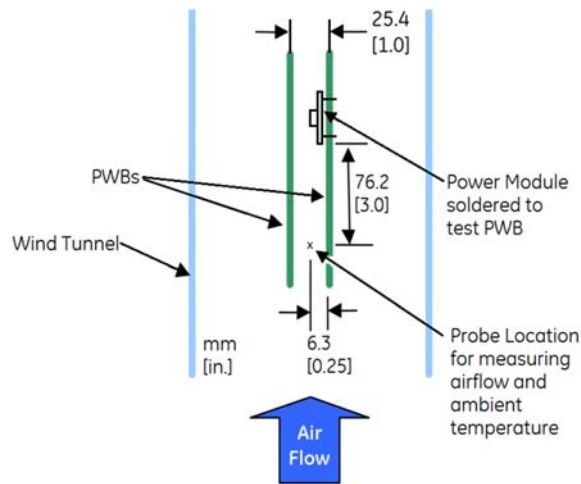 25.4
[1.0]
PWBs
76.2
[3.0]
Power Module
soldered to
test PWB
Wind Tunnel
x
mm
[in.]
6.3
[0.25]
Probe Location
for measuring
airflow and
ambient
temperature
Air
Flow